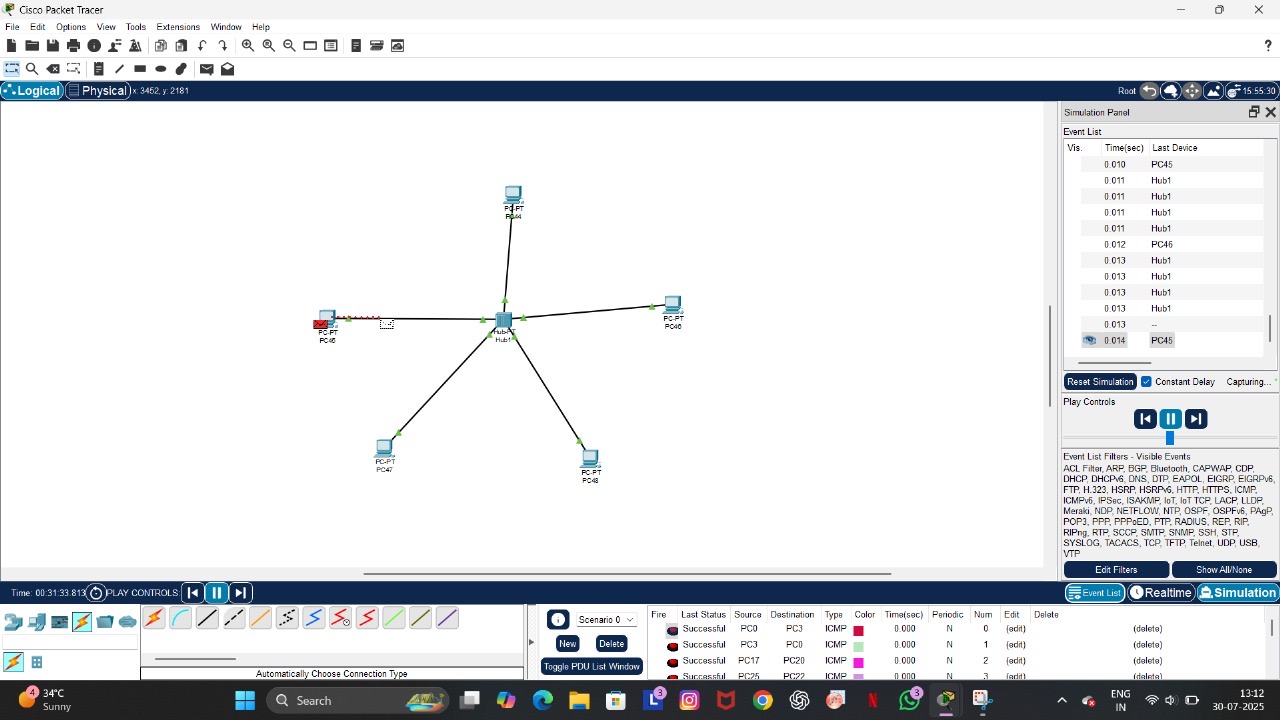 Cisco Packet Tracer
File Edit Options View Tools Extensions Window Help
?
Logical Physical x: 3452, y: 2181 Root 15:55:30
Simulation Panel
Event List
Vis. Time(sec) Last Device
0.010 PC45
0.011 Hub1
0.011 Hub1
0.011 Hub1
0.011 Hub1
0.012 PC46
0.013 Hub1
0.013 Hub1
0.013 Hub1
0.013 Hub1
0.013 --
0.014 PC45
Reset Simulation Constant Delay Capturing...
Play Controls
Event List Filters - Visible Events
ACL Filter, ARP, BGP, Bluetooth, CAPWAP, CDP,
DHCP, DHCPv6, DNS, DTP, EAPOL, EIGRP, EIGRPv6,
FTP, H.323, HSRP, HSRPv6, HTTP, HTTPS, ICMP,
ICMPv6, IPSec, ISAKMP, IoT, IoT TCP, LACP, LLDP,
Meraki, NDP, NETFLOW, NTP, OSPF, OSPFv6, PAgP,
POP3, PPP, PPPoED, PTP, RADIUS, REP, RIP,
RIPng, RTP, SCCP, SMTP, SNMP, SSH, STP,
SYSLOG, TACACS, TCP, TFTP, Telnet, UDP, USB,
VTP
Edit Filters Show All/None
PC-PT
PC44
PC-PT
PC46
PC-PT
PC45
Hub-PT
Hub1
PC-PT
PC47
PC-PT
PC48
Time: 00:31:33.813 PLAY CONTROLS: Event List Realtime Simulation
Scenario 0
New Delete
Toggle PDU List Window
Automatically Choose Connection Type
Fire Last Status Source Destination Type Color Time(sec) Periodic Num Edit Delete
Successful PC0 PC3 ICMP 0.000 N 0 (edit) (delete)
Successful PC3 PC0 ICMP 0.000 N 1 (edit) (delete)
Successful PC17 PC20 ICMP 0.000 N 2 (edit) (delete)
Successful PC25 PC22 ICMP 0.000 N 3 (edit) (delete)
4
34°C
Sunny
Search
3
3
ENG
IN
13:12
30-07-2025